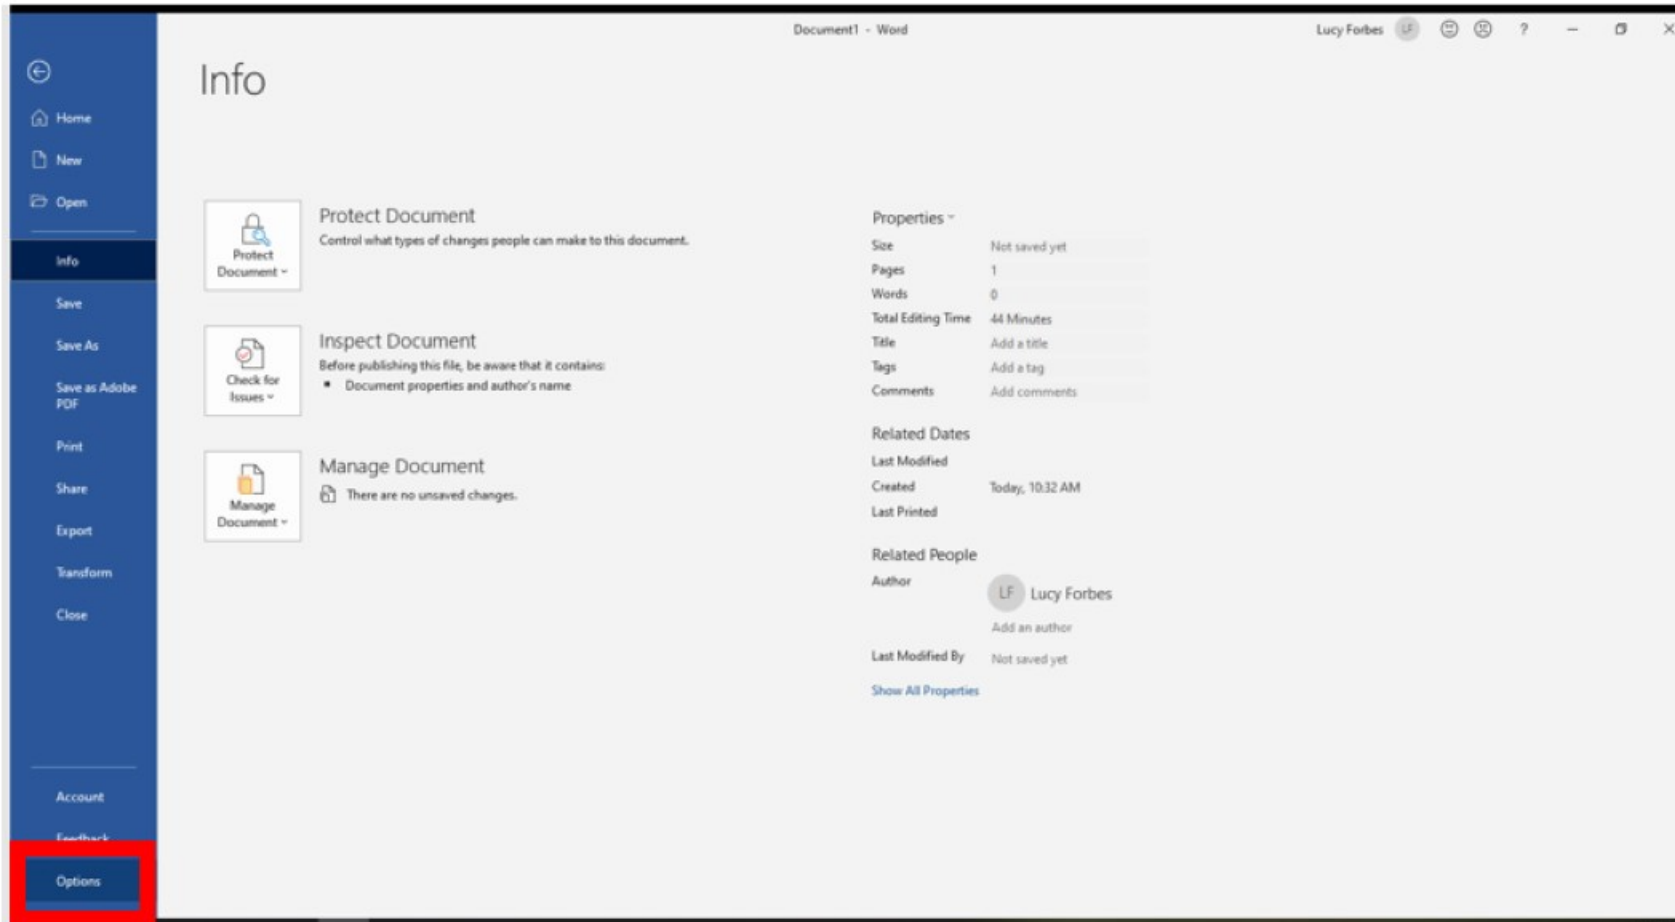 Document1 - Word
Lucy Forbes LF ?
Info
Home
New
Open
Info
Save
Save As
Save as Adobe
PDF
Print
Share
Export
Transform
Close
Account
Feedback
Options
Protect
Document
Protect Document
Control what types of changes people can make to this document.
Check for
Issues
Inspect Document
Before publishing this file, be aware that it contains:
Document properties and author's name
Manage
Document
Manage Document
There are no unsaved changes.
Properties
Size Not saved yet
Pages 1
Words 0
Total Editing Time 44 Minutes
Title Add a title
Tags Add a tag
Comments Add comments
Related Dates
Last Modified
Created Today, 10:32 AM
Last Printed
Related People
Author LF Lucy Forbes
Add an author
Last Modified By Not saved yet
Show All Properties